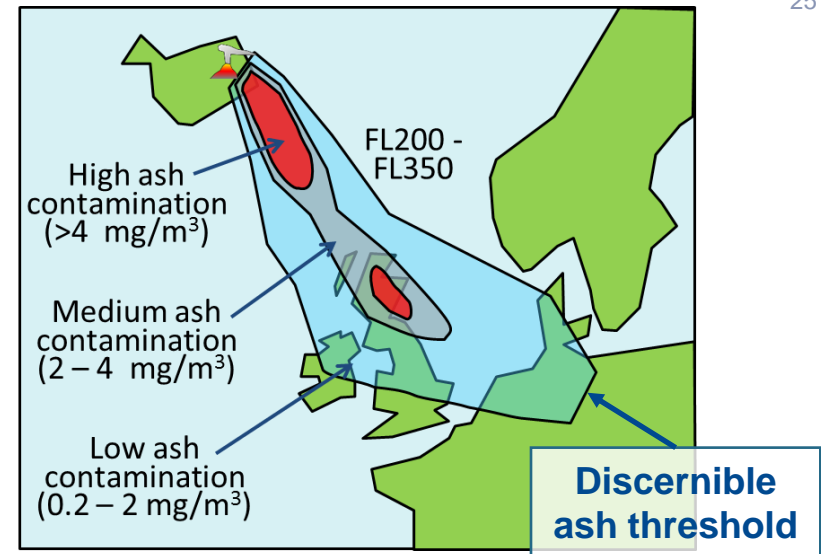 25
FL200 -
FL350
High ash
contamination
(>4 mg/m³)
Medium ash
contamination
(2 – 4 mg/m³)
Low ash
contamination
(0.2 – 2 mg/m³)
Discernible
ash threshold